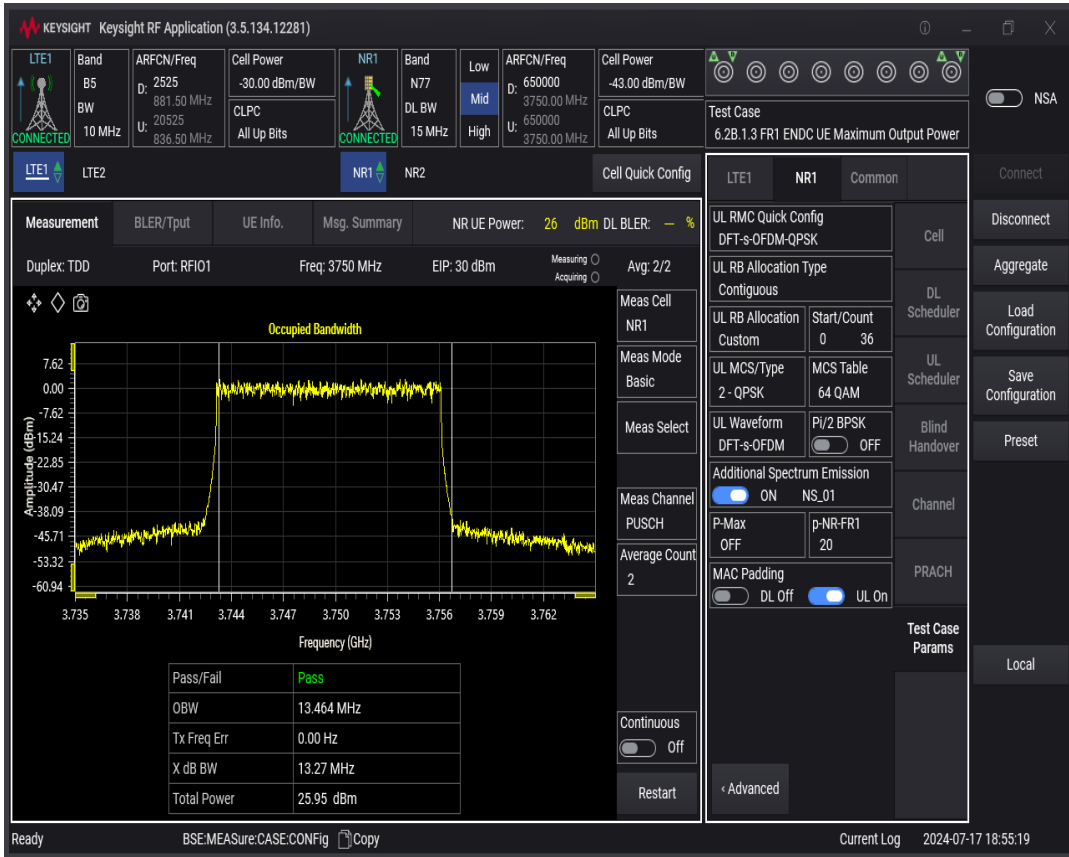 KEYSIGHT Keysight RF Application (3.5.134.12281)
LTE1
CONNECTED
Band
B5
BW
10 MHz
ARFCN/Freq
D: 2525
881.50 MHz
U: 20525
836.50 MHz
Cell Power
-30.00 dBm/BW
CLPC
All Up Bits
NR1
CONNECTED
Band
N77
DL BW
15 MHz
Low
Mid
High
ARFCN/Freq
D: 650000
3750.00 MHz
U: 650000
3750.00 MHz
Cell Power
-43.00 dBm/BW
CLPC
All Up Bits
Test Case
6.2B.1.3 FR1 ENDC UE Maximum Output Power
NSA
LTE1 LTE2 NR1 NR2 Cell Quick Config
Measurement BLER/Tput UE Info. Msg. Summary NR UE Power: 26 dBm DL BLER: --- %
Duplex: TDD Port: RFIO1 Freq: 3750 MHz EIP: 30 dBm Measuring Acquiring Avg: 2/2
Occupied Bandwidth
Amplitude (dBm)
7.62
0.00
-7.62
-15.24
-22.85
-30.47
-38.09
-45.71
-53.32
-60.94
3.735 3.738 3.741 3.744 3.747 3.750 3.753 3.756 3.759 3.762
Frequency (GHz)
Pass/Fail Pass
OBW 13.464 MHz
Tx Freq Err 0.00 Hz
X dB BW 13.27 MHz
Total Power 25.95 dBm
Meas Cell
NR1
Meas Mode
Basic
Meas Select
Meas Channel
PUSCH
Average Count
2
Continuous
Off
Restart
LTE1 NR1 Common
UL RMC Quick Config
DFT-s-OFDM-QPSK
UL RB Allocation Type
Contiguous
UL RB Allocation
Custom
Start/Count
0 36
UL MCS/Type
2 - QPSK
MCS Table
64 QAM
UL Waveform
DFT-s-OFDM
Pi/2 BPSK
OFF
Additional Spectrum Emission
ON NS_01
P-Max
OFF
p-NR-FR1
20
MAC Padding
DL Off UL On
‹ Advanced
Cell
DL
Scheduler
UL
Scheduler
Blind
Handover
Channel
PRACH
Test Case
Params
Connect
Disconnect
Aggregate
Load
Configuration
Save
Configuration
Preset
Local
Ready BSE:MEASure:CASE:CONFig Copy Current Log 2024-07-17 18:55:19